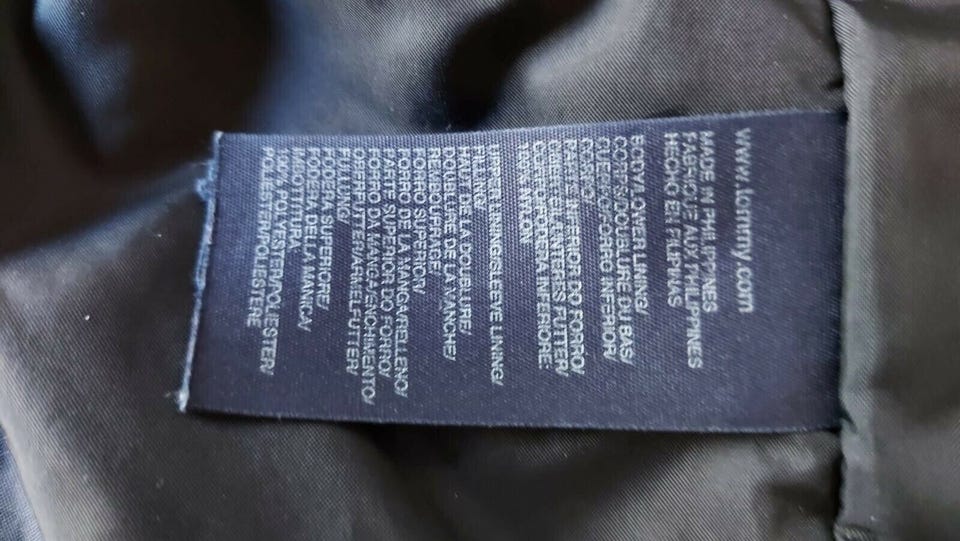 www.tommy.com
MADE IN PHILIPPINES
FABRIQUE AUX PHILIPPINES
HECHO EN FILIPINAS
BODY/LOWER LINING/
CORPS/DOUBLURE DU BAS/
CUERPO/FORRO INFERIOR/
CORPO/
PARTE INFERIOR DO FORRO/
OBERTEIL/UNTERES FUTTER/
CORPO/FODERA INFERIORE:
100% NYLON
UPPER LINING/SLEEVE LINING/
FILLING/
HAUT DE LA DOUBLURE/
DOUBLURE DE LA MANCHE/
REMBOURRAGE/
FORRO SUPERIOR/
FORRO DE LA MANGA/RELLENO/
PARTE SUPERIOR DO FORRO/
FORRO DA MANGA/ENCHIMENTO/
OBERFUTTER/ÄRMELFUTTER/
FÜLLUNG/
FODERA SUPERIORE/
FODERA DELLA MANICA/
IMBOTTITURA:
100% POLYESTER/POLIESTER/
POLIESTERE